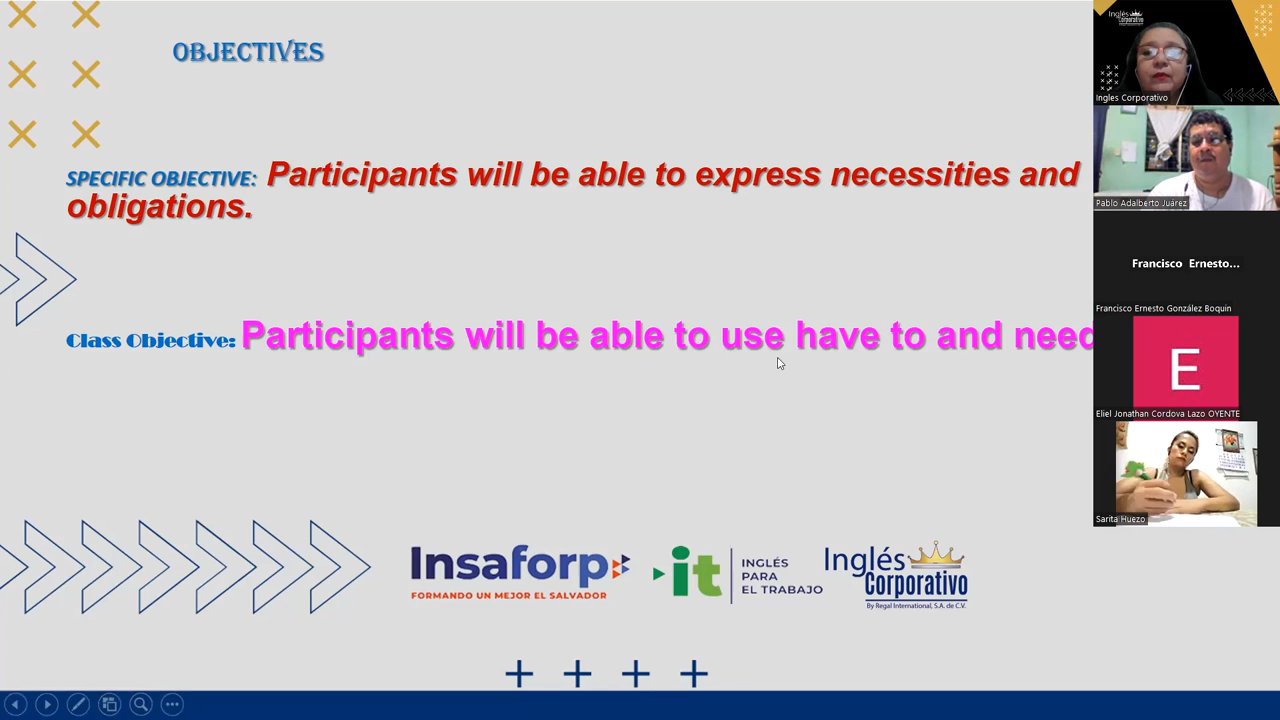 OBJECTIVES
SPECIFIC OBJECTIVE: Participants will be able to express necessities and
obligations.
Class Objective: Participants will be able to use have to and need
Insaforp
FORMANDO UN MEJOR EL SALVADOR
it
INGLÉS
PARA
EL TRABAJO
Inglés
Corporativo
By Regal International, S.A. de C.V.
Inglés
Corporativo
Ingles Corporativo
Pablo Adalberto Juárez
Francisco Ernesto...
Francisco Ernesto González Boquin
E
Eliel Jonathan Cordova Lazo OYENTE
Sarita Huezo